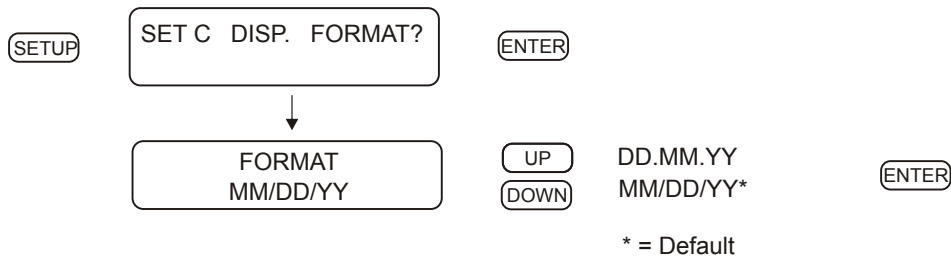 SETUP
SET C DISP. FORMAT?
ENTER
FORMAT
MM/DD/YY
UP
DOWN
DD.MM.YY
MM/DD/YY*
ENTER
* = Default